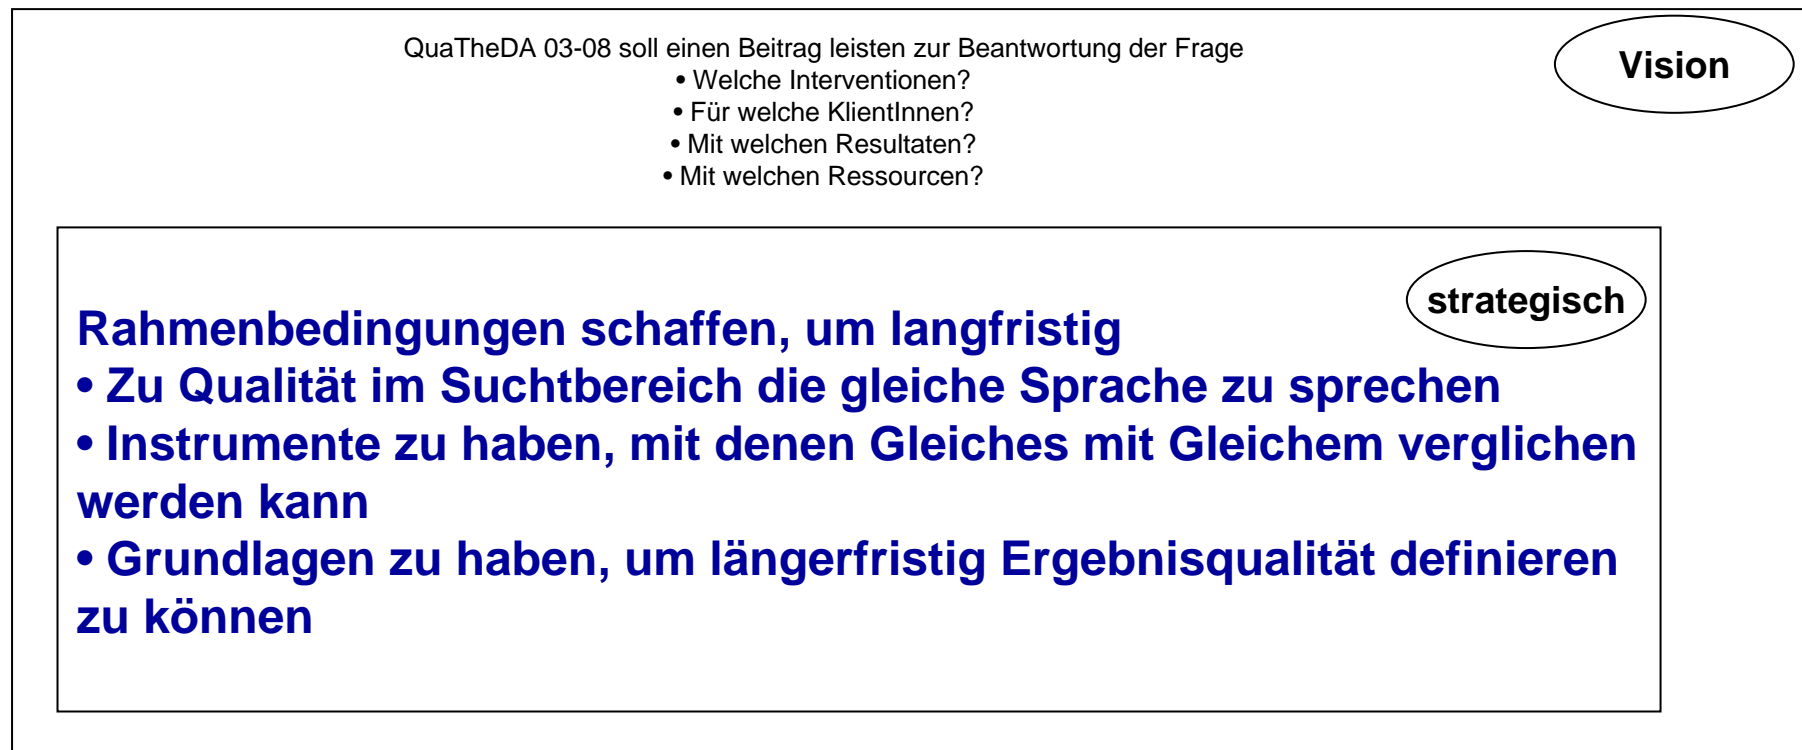 QuaTheDA 03-08 soll einen Beitrag leisten zur Beantwortung der Frage
• Welche Interventionen?
• Für welche KlientInnen?
• Mit welchen Resultaten?
• Mit welchen Ressourcen?
Vision
strategisch
Rahmenbedingungen schaffen, um langfristig
• Zu Qualität im Suchtbereich die gleiche Sprache zu sprechen
• Instrumente zu haben, mit denen Gleiches mit Gleichem verglichen
werden kann
• Grundlagen zu haben, um längerfristig Ergebnisqualität definieren
zu können